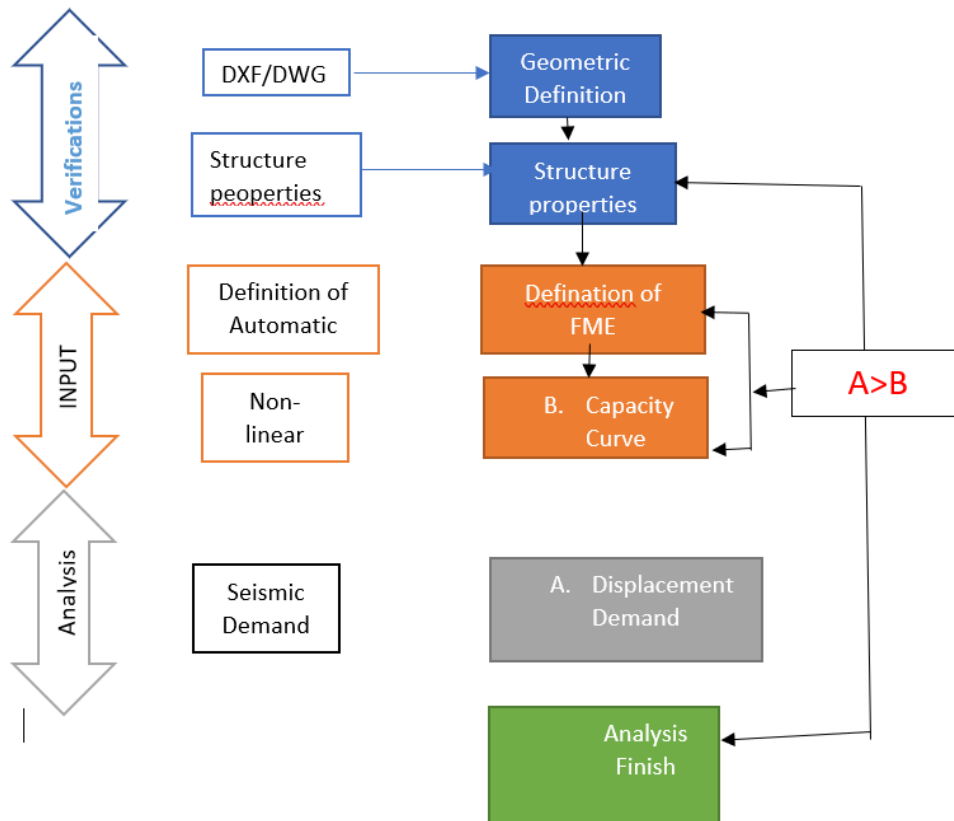 Verifications
DXF/DWG
Geometric
Definition
Structure
peoperties
Structure
properties
INPUT
Definition of
Automatic
Defination of
FME
A>B
Non-
linear
B. Capacity
Curve
Analysis
Seismic
Demand
A. Displacement
Demand
Analysis
Finish